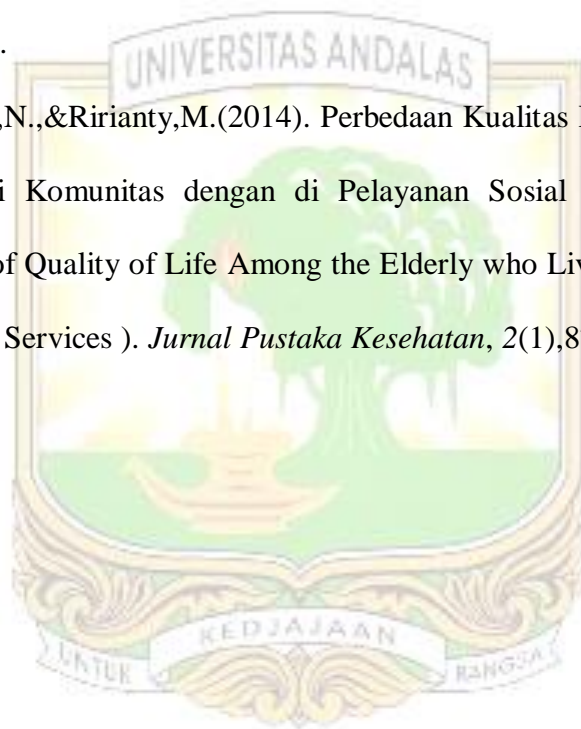 .
UNIVERSITAS ANDALAS
,N.,&Ririanty,M.(2014). Perbedaan Kualitas
i Komunitas dengan di Pelayanan Sosial
of Quality of Life Among the Elderly who Liv
Services ). Jurnal Pustaka Kesehatan, 2(1),8
KEDJAJAAN
UNTUK
BANGSA